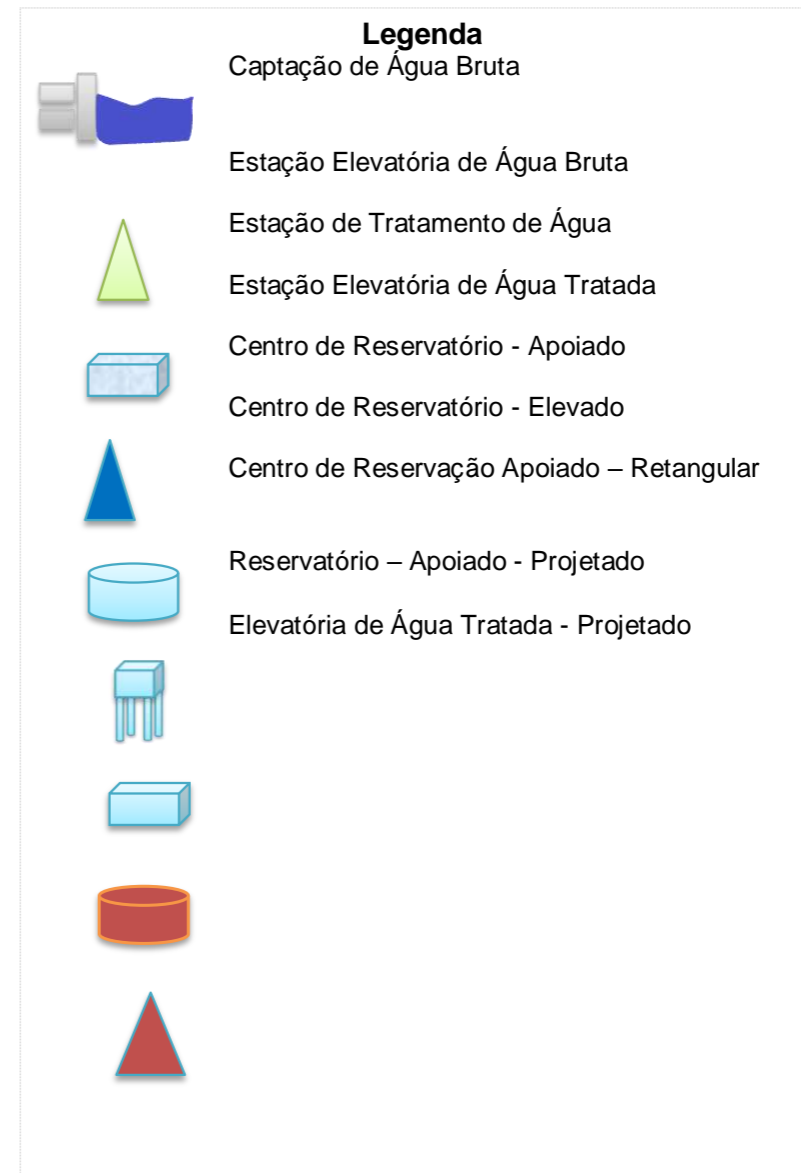 Legenda
Captação de Água Bruta
Estação Elevatória de Água Bruta
Estação de Tratamento de Água
Estação Elevatória de Água Tratada
Centro de Reservatório - Apoiado
Centro de Reservatório - Elevado
Centro de Reservação Apoiado – Retangular
Reservatório – Apoiado - Projetado
Elevatória de Água Tratada - Projetado